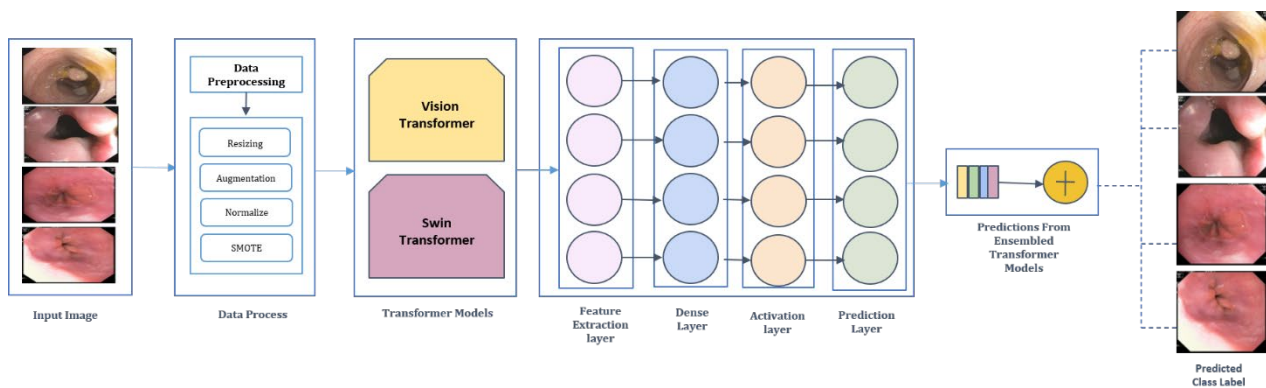 Data
Preprocessing
Resizing
Augmentation
Normalize
SMOTE
Vision
Transformer
Swin
Transformer
Input Image
Data Process
Transformer Models
Feature
Extraction
layer
Dense
Layer
Activation
layer
Prediction
Layer
Predictions From
Ensembled
Transformer
Models
Predicted
Class Label